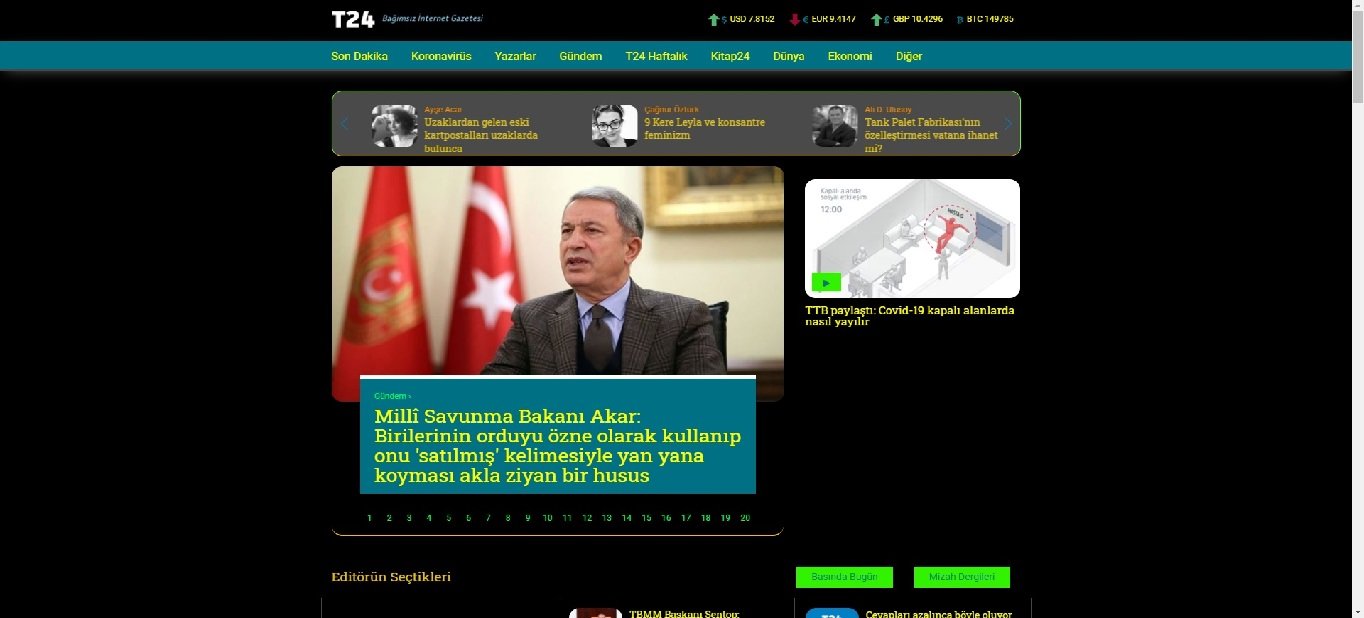 T24 Bağımsız İnternet Gazetesi
$ USD 7.8152 € EUR 9.4147 £ GBP 10.4296 BTC 149785
Son Dakika Koronavirüs Yazarlar Gündem T24 Haftalık Kitap24 Dünya Ekonomi Diğer
Ayşe Acar
Uzaklardan gelen eski
kartpostalları uzaklarda
bulunca
Çağnur Öztürk
9 Kere Leyla ve konsantre
feminizm
Ali D. Ulusoy
Tank Palet Fabrikası'nın
özelleştirmesi vatana ihanet
mi?
Kapalı alanda
sosyal etkileşim
12:00
TTB paylaştı: Covid-19 kapalı alanlarda
nasıl yayılır
Gündem ›
Millî Savunma Bakanı Akar:
Birilerinin orduyu özne olarak kullanıp
onu 'satılmış' kelimesiyle yan yana
koyması akla ziyan bir husus
1 2 3 4 5 6 7 8 9 10 11 12 13 14 15 16 17 18 19 20
Editörün Seçtikleri
Basında Bugün Mizah Dergileri
TBMM Başkanı Şentop:
T24
Cevapları azalınca böyle oluyor